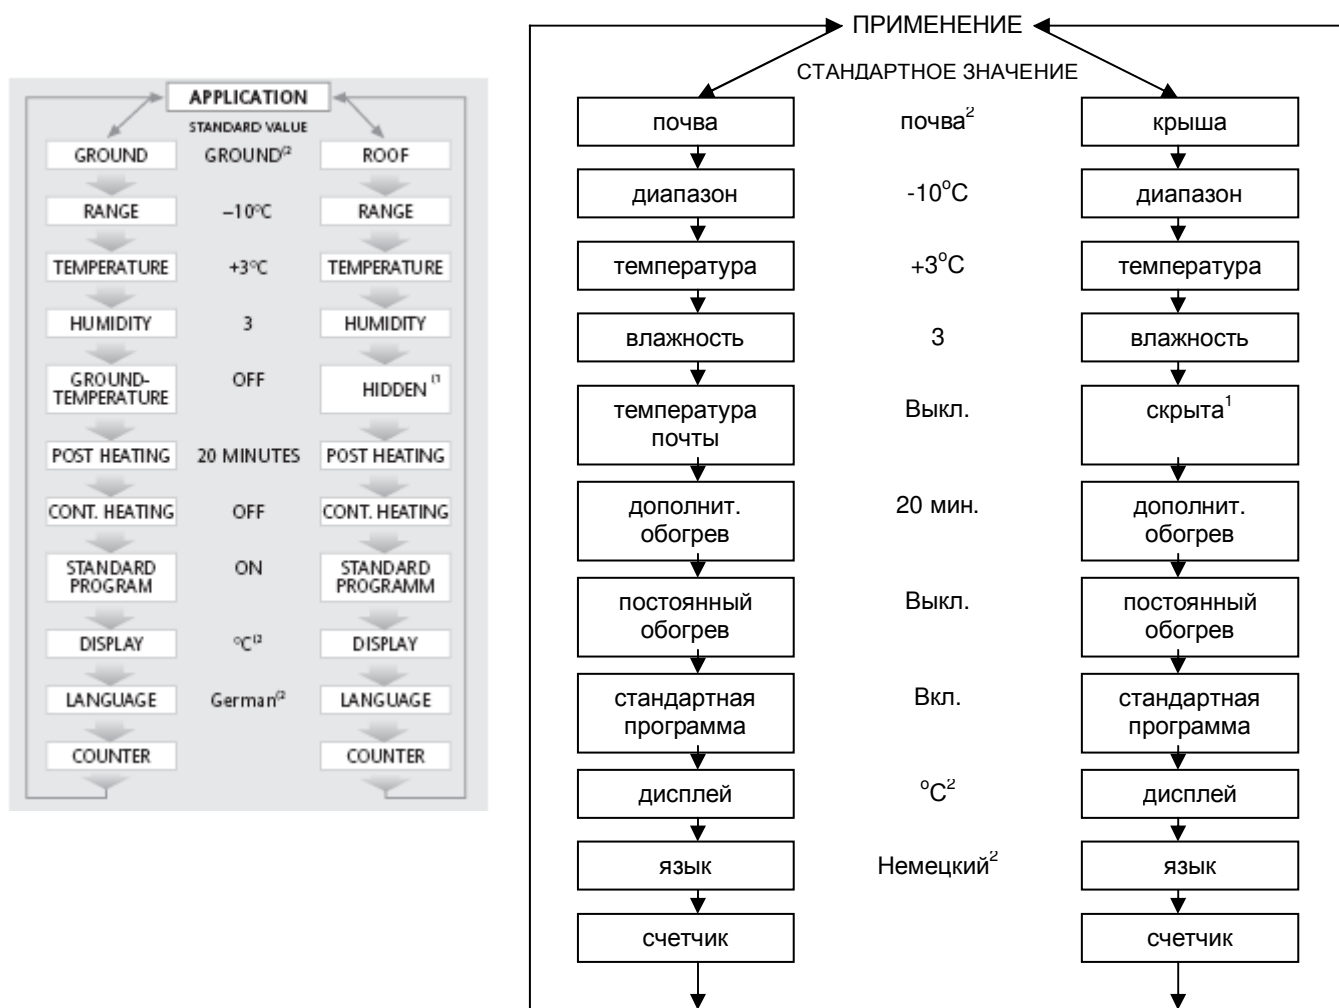 APPLICATION
STANDARD VALUE
GROUND GROUND(2 ROOF
RANGE –10°C RANGE
TEMPERATURE +3°C TEMPERATURE
HUMIDITY 3 HUMIDITY
GROUND-
TEMPERATURE OFF HIDDEN (1
POST HEATING 20 MINUTES POST HEATING
CONT. HEATING OFF CONT. HEATING
STANDARD ON STANDARD
PROGRAM PROGRAMM
DISPLAY °C(2 DISPLAY
LANGUAGE German(2 LANGUAGE
COUNTER COUNTER
ПРИМЕНЕНИЕ
СТАНДАРТНОЕ ЗНАЧЕНИЕ
почва почва² крыша
диапазон -10°C диапазон
температура +3°C температура
влажность 3 влажность
температура Выкл. скрыта¹
почты
дополнит. 20 мин. дополнит.
обогрев обогрев
постоянный Выкл. постоянный
обогрев обогрев
стандартная Вкл. стандартная
программа программа
дисплей °C² дисплей
язык Немецкий² язык
счетчик счетчик